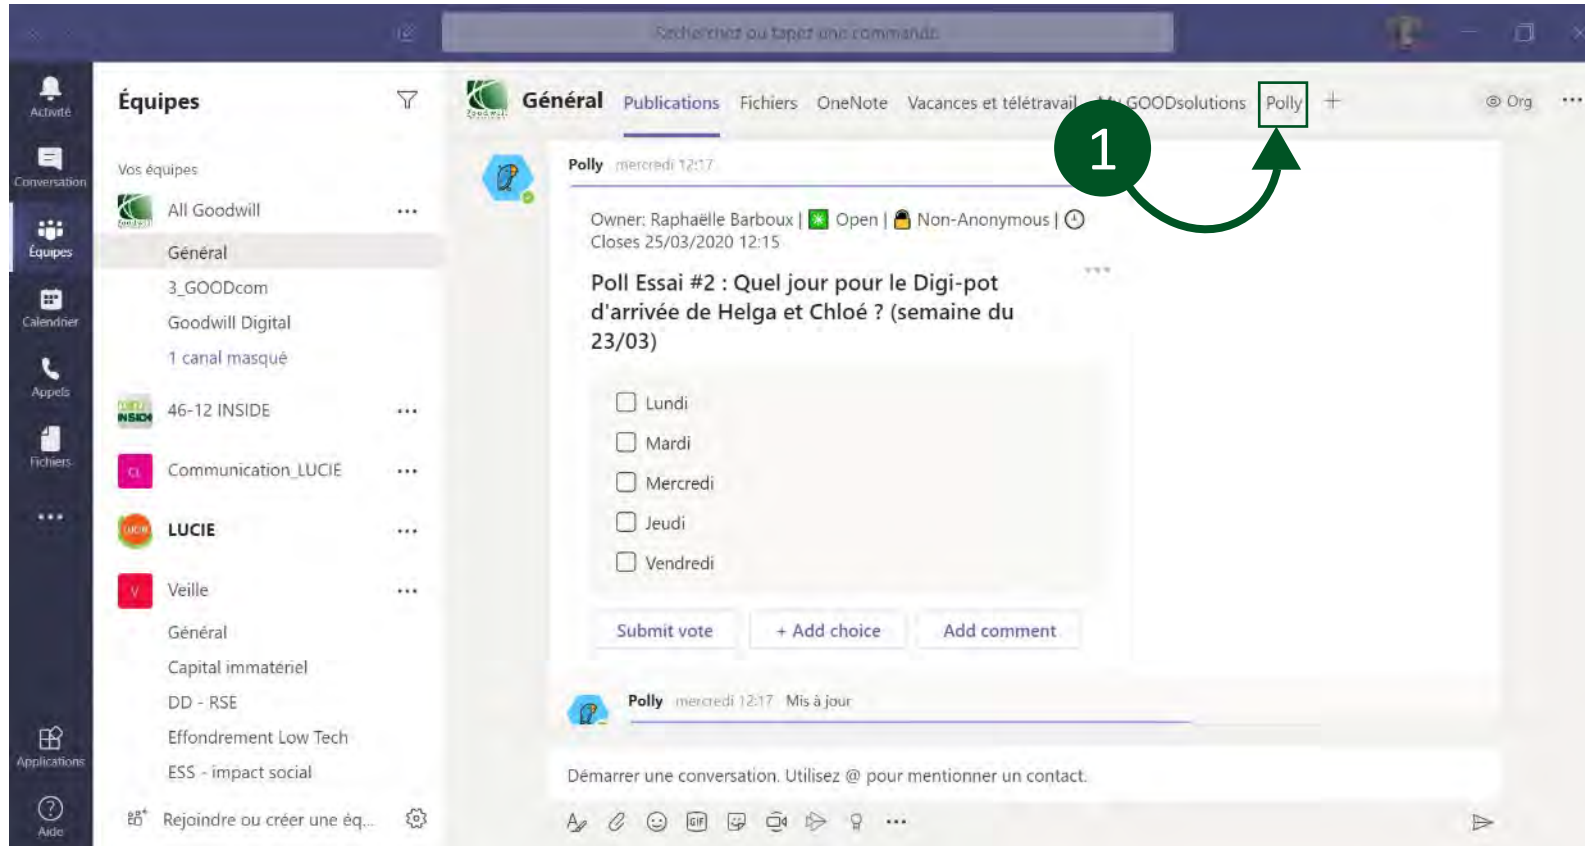 Recherchez ou tapez une commande.
Activité
Conversation
Équipes
Calendrier
Appels
Fichiers
Applications
Aide
Équipes
Vos équipes
All Goodwill
Général
3_GOODcom
Goodwill Digital
1 canal masqué
INSIDE
46-12 INSIDE
CL
Communication_LUCIE
LUCIE
LUCIE
V
Veille
Général
Capital immatériel
DD - RSE
Effondrement Low Tech
ESS - impact social
Rejoindre ou créer une éq...
Goodwill
Général Publications Fichiers OneNote Vacances et télétravail GOODsolutions Polly + Org
1
Polly mercredi 12:17
Owner: Raphaëlle Barboux | Open | Non-Anonymous |
Closes 25/03/2020 12:15
Poll Essai #2 : Quel jour pour le Digi-pot
d'arrivée de Helga et Chloé ? (semaine du
23/03)
Lundi
Mardi
Mercredi
Jeudi
Vendredi
Submit vote
+ Add choice
Add comment
Polly mercredi 12:17 Mis à jour
Démarrer une conversation. Utilisez @ pour mentionner un contact.
GIF